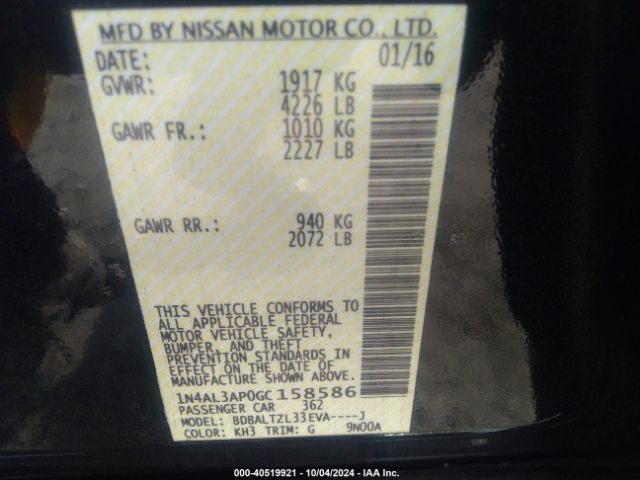 MFD BY NISSAN MOTOR CO., LTD.
DATE: 01/16
GVWR: 1917 KG
4226 LB
GAWR FR.: 1010 KG
2227 LB
GAWR RR.: 940 KG
2072 LB
THIS VEHICLE CONFORMS TO
ALL APPLICABLE FEDERAL
MOTOR VEHICLE SAFETY,
BUMPER, AND THEFT
PREVENTION STANDARDS IN
EFFECT ON THE DATE OF
MANUFACTURE SHOWN ABOVE.
1N4AL3AP0GC158586
PASSENGER CAR 362
MODEL: BDBALTZL33EVA----J
COLOR: KH3 TRIM: G 9N00A
000-40519921 - 10/04/2024 - IAA Inc.